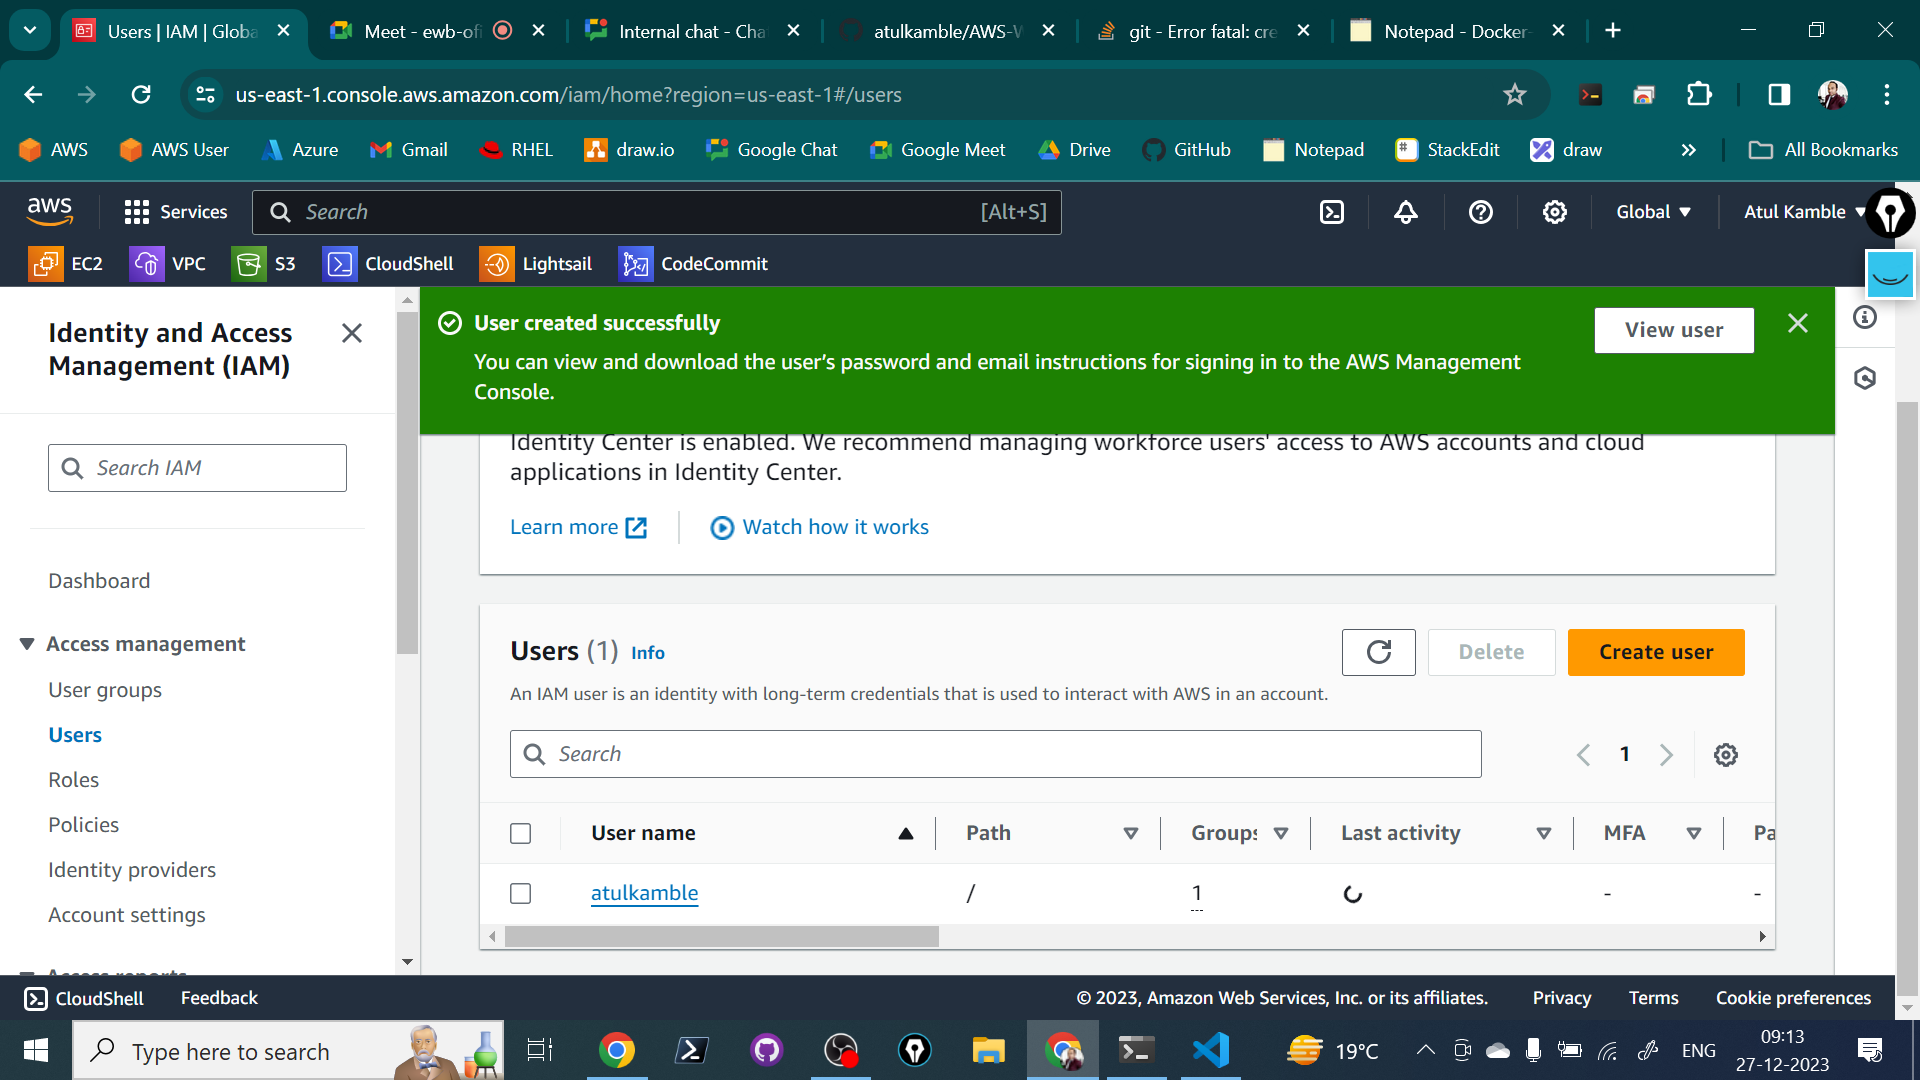 Users | IAM | Globa
Meet - ewb-ofi
Internal chat - Cha
atulkamble/AWS-W
git - Error fatal: cre
Notepad - Docker-
us-east-1.console.aws.amazon.com/iam/home?region=us-east-1#/users
AWS
AWS User
Azure
Gmail
RHEL
draw.io
Google Chat
Google Meet
Drive
GitHub
Notepad
StackEdit
draw
All Bookmarks
aws
Services
Search
[Alt+S]
Global
Atul Kamble
EC2
VPC
S3
CloudShell
Lightsail
CodeCommit
Identity and Access
Management (IAM)
Search IAM
Dashboard
Access management
User groups
Users
Roles
Policies
Identity providers
Account settings
Access reports
User created successfully
You can view and download the user's password and email instructions for signing in to the AWS Management
Console.
View user
Identity Center is enabled. We recommend managing workforce users' access to AWS accounts and cloud
applications in Identity Center.
Learn more
Watch how it works
Users (1) Info
Delete
Create user
An IAM user is an identity with long-term credentials that is used to interact with AWS in an account.
Search
1
User name
Path
Groups
Last activity
MFA
Pa
atulkamble
/
1
-
-
CloudShell
Feedback
© 2023, Amazon Web Services, Inc. or its affiliates.
Privacy
Terms
Cookie preferences
Type here to search
19°C
ENG
09:13
27-12-2023